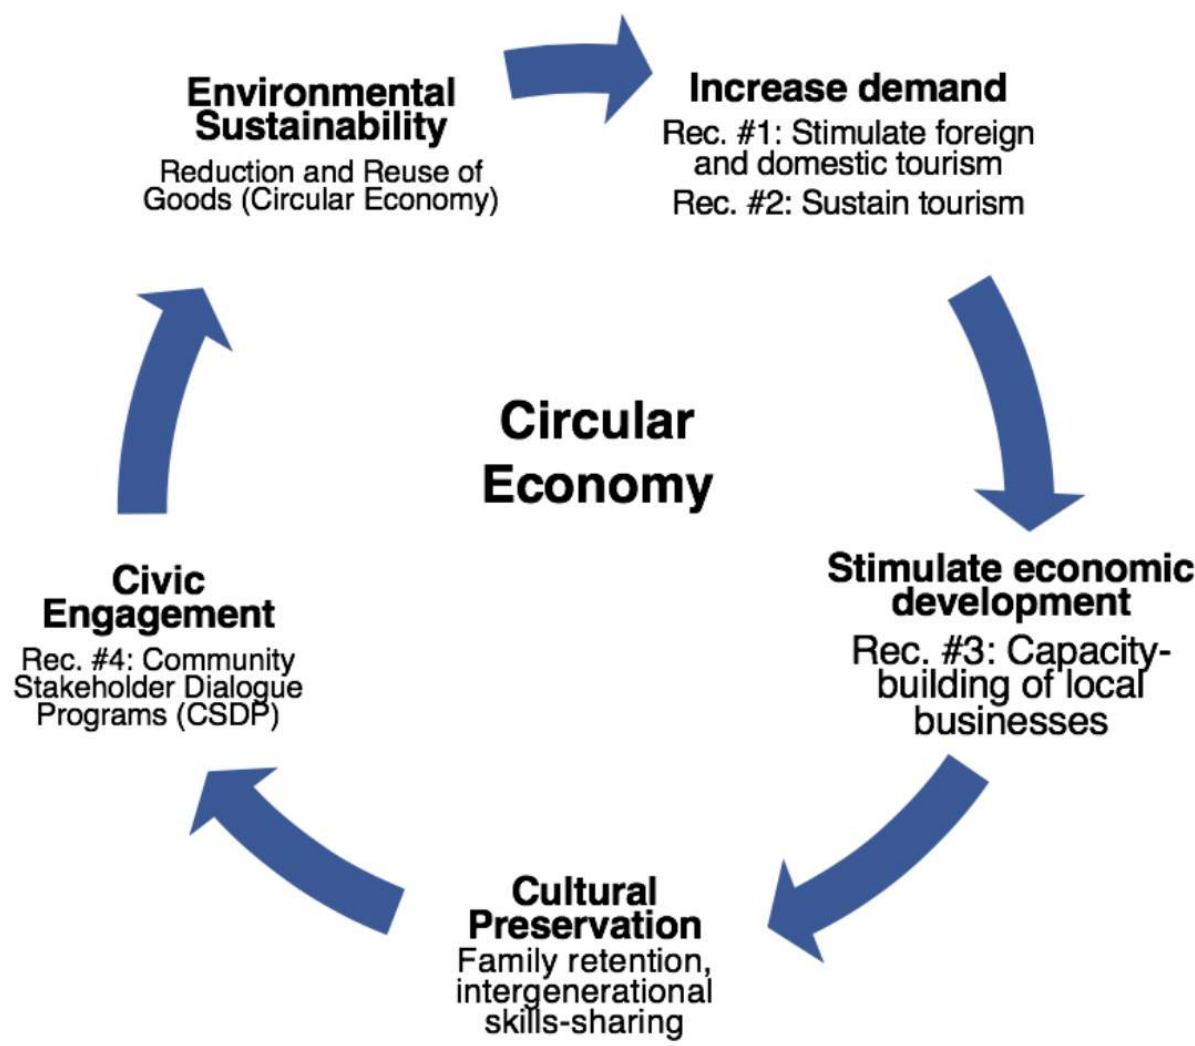 Environmental
Sustainability
Reduction and Reuse of
Goods (Circular Economy)
Increase demand
Rec. #1: Stimulate foreign
and domestic tourism
Rec. #2: Sustain tourism
Circular
Economy
Stimulate economic
development
Rec. #3: Capacity-
building of local
businesses
Civic
Engagement
Rec. #4: Community
Stakeholder Dialogue
Programs (CSDP)
Cultural
Preservation
Family retention,
intergenerational
skills-sharing